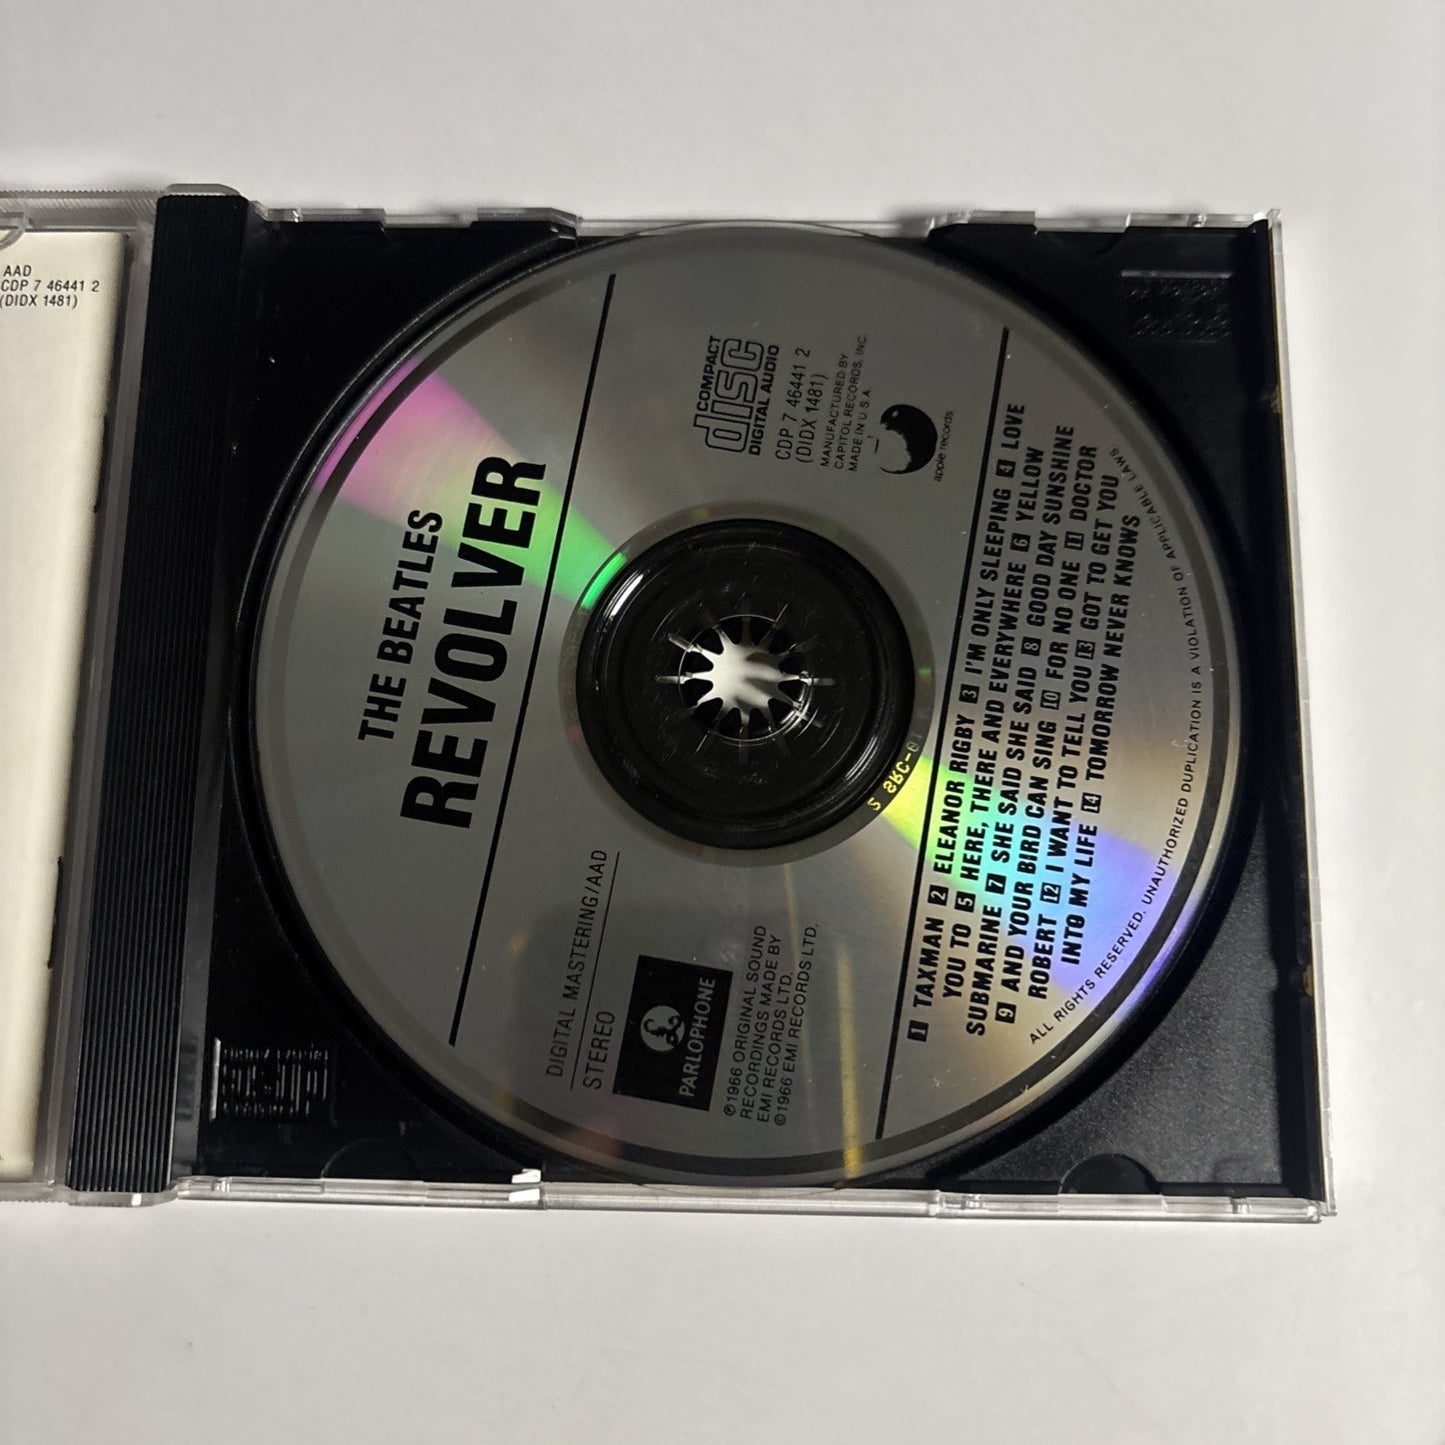 AAD
CDP 7 46441 2
(DIDX 1481)
THE BEATLES
REVOLVER
DIGITAL MASTERING/AAD
STEREO
PARLOPHONE
℗1966 ORIGINAL SOUND
RECORDINGS MADE BY
EMI RECORDS LTD.
©1966 EMI RECORDS LTD.
COMPACT
disc
DIGITAL AUDIO
CDP 7 46441 2
(DIDX 1481)
MANUFACTURED BY
CAPITOL RECORDS, INC.
MADE IN U.S.A.
apple records
1 TAXMAN 2 ELEANOR RIGBY 3 I'M ONLY SLEEPING 4 LOVE
YOU TO 5 HERE, THERE AND EVERYWHERE 6 YELLOW
SUBMARINE 7 SHE SAID SHE SAID 8 GOOD DAY SUNSHINE
9 AND YOUR BIRD CAN SING 10 FOR NO ONE 11 DOCTOR
ROBERT 12 I WANT TO TELL YOU 13 GOT TO GET YOU
INTO MY LIFE 14 TOMORROW NEVER KNOWS
ALL RIGHTS RESERVED. UNAUTHORIZED DUPLICATION IS A VIOLATION OF APPLICABLE LAWS.